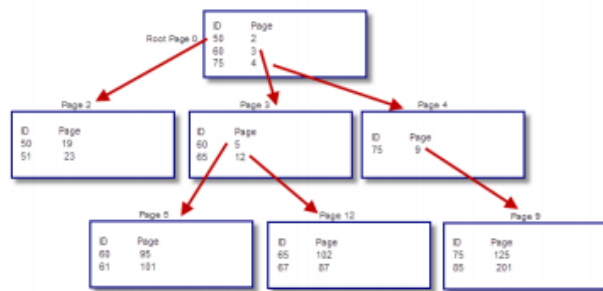 ID Page
Root Page 0
50 2
60 3
75 4
Page 2
Page 3
Page 4
ID Page
50 19
51 23
ID Page
60 5
65 12
ID Page
75 9
Page 5
Page 12
Page 9
ID Page
60 95
61 101
ID Page
65 102
67 87
ID Page
75 125
85 201